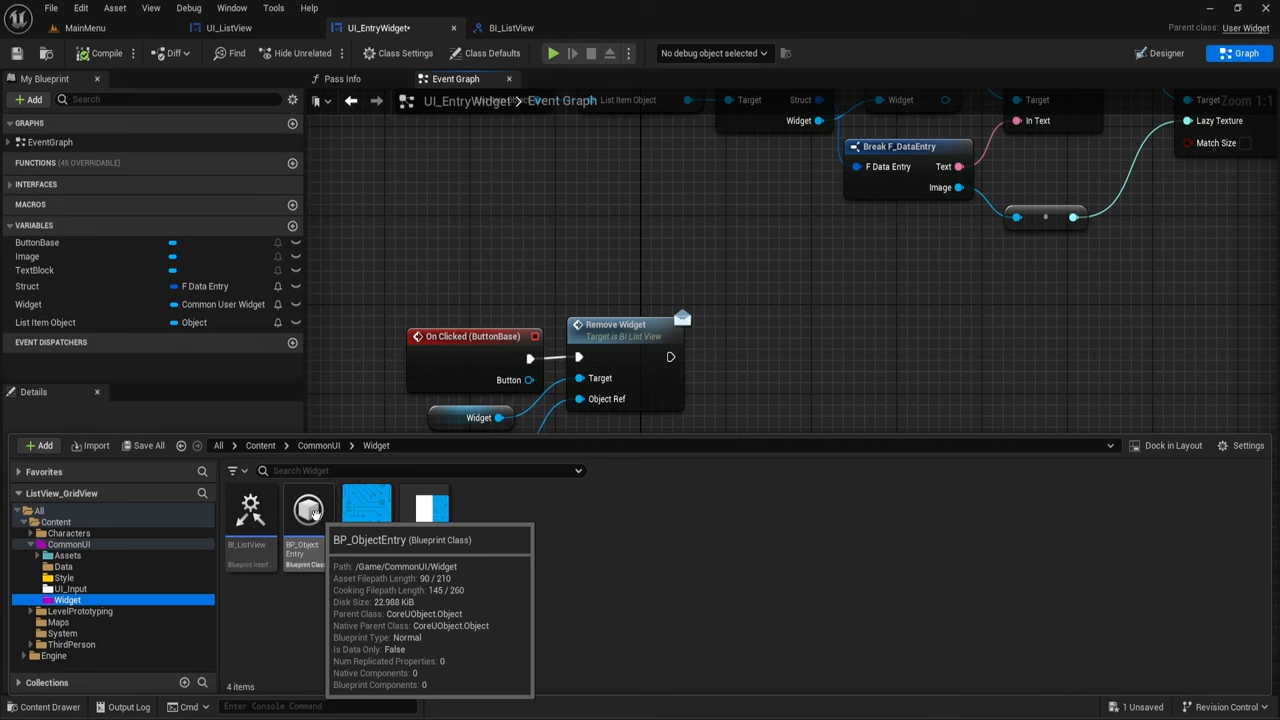 File Edit Asset View Debug Window Tools Help
MainMenu UI_ListView UI_EntryWidget• BI_ListView
Parent class: User Widget
Compile Diff Find Hide Unrelated Class Settings Class Defaults No debug object selected Designer Graph
My Blueprint Pass Info Event Graph
Add Search
UI_EntryWidget > Event Graph
Zoom 1:1
GRAPHS
EventGraph
FUNCTIONS (45 OVERRIDABLE)
INTERFACES
MACROS
VARIABLES
ButtonBase
Image
TextBlock
Struct F Data Entry
Widget Common User Widget
List Item Object Object
EVENT DISPATCHERS
Details
List Item Object Target Struct Widget Target Target
Widget In Text Lazy Texture
Match Size
Break F_DataEntry
F Data Entry Text
Image
On Clicked (ButtonBase)
Button
Remove Widget
Target is BI List View
Target
Object Ref
Widget
Add Import Save All All > Content > CommonUI > Widget Dock in Layout Settings
Favorites
Search Widget
ListView_GridView
All
Content
Characters
CommonUI
Assets
Data
Style
UI_Input
Widget
LevelPrototyping
Maps
System
ThirdPerson
Engine
Collections
BI_ListView
Blueprint Interf..
BP_Object
Entry
Blueprint Class
BP_ObjectEntry (Blueprint Class)
Path: /Game/CommonUI/Widget
Asset Filepath Length: 90 / 210
Cooking Filepath Length: 145 / 260
Disk Size: 22.988 KiB
Parent Class: CoreUObject.Object
Native Parent Class: CoreUObject.Object
Blueprint Type: Normal
Is Data Only: False
Num Replicated Properties: 0
Native Components: 0
Blueprint Components: 0
4 items
Content Drawer Output Log Cmd Enter Console Command 1 Unsaved Revision Control